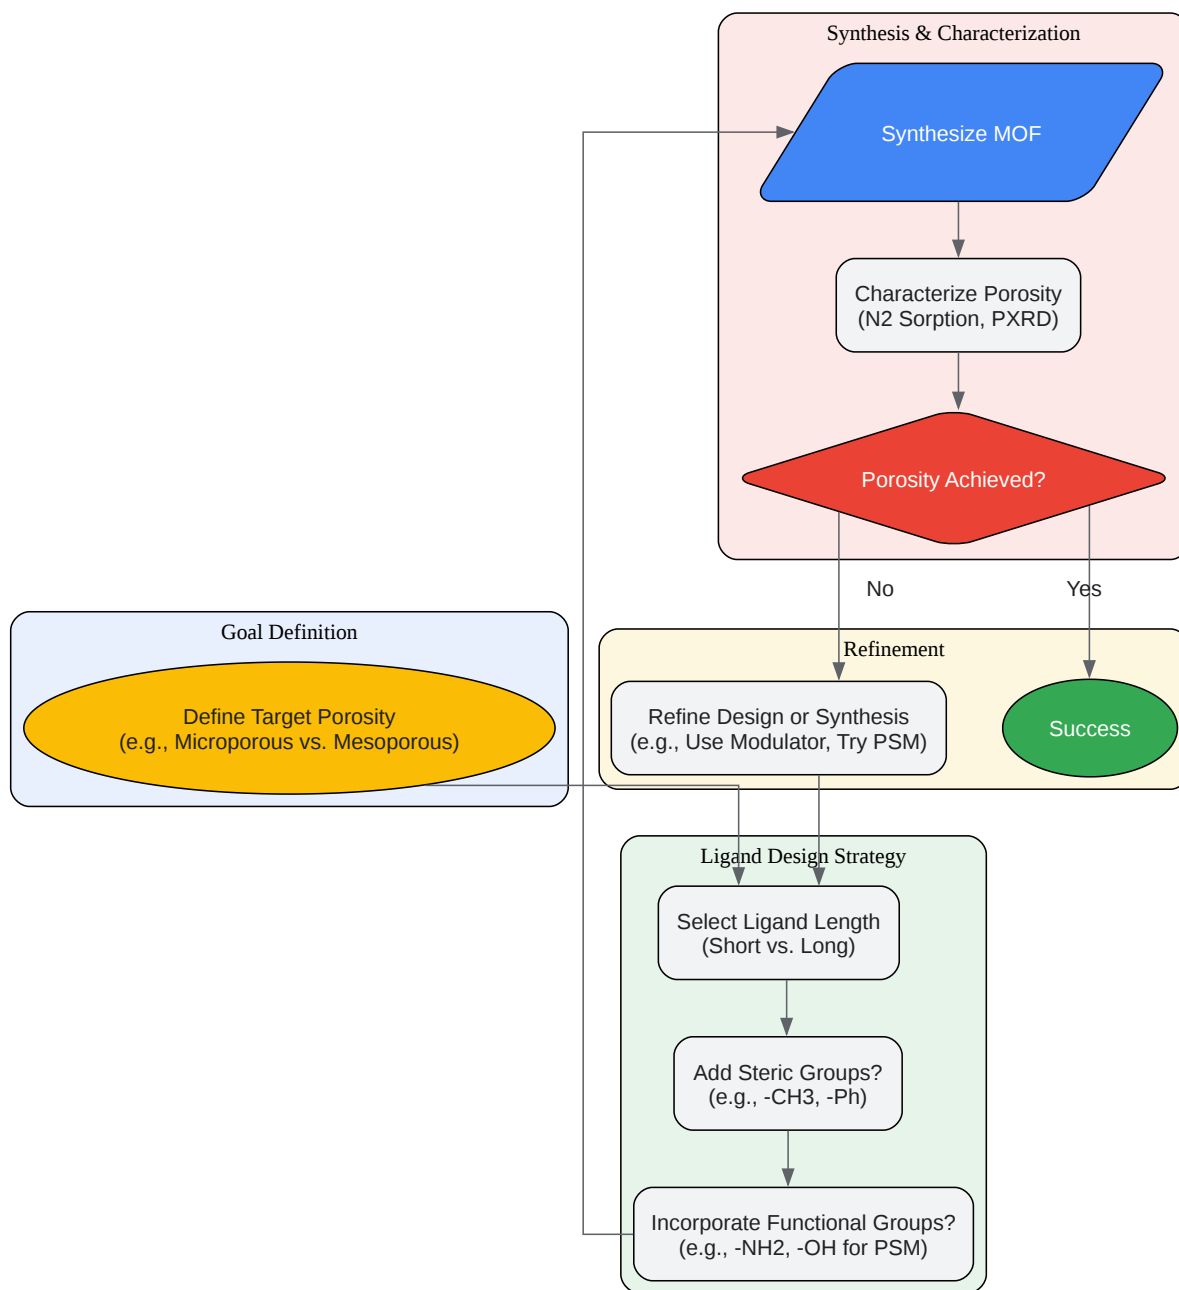 Synthesis & Characterization
Synthesize MOF
Characterize Porosity
(N2 Sorption, PXRD)
Porosity Achieved?
No
Yes
Goal Definition
Define Target Porosity
(e.g., Microporous vs. Mesoporous)
Refinement
Refine Design or Synthesis
(e.g., Use Modulator, Try PSM)
Success
Ligand Design Strategy
Select Ligand Length
(Short vs. Long)
Add Steric Groups?
(e.g., -CH3, -Ph)
Incorporate Functional Groups?
(e.g., -NH2, -OH for PSM)